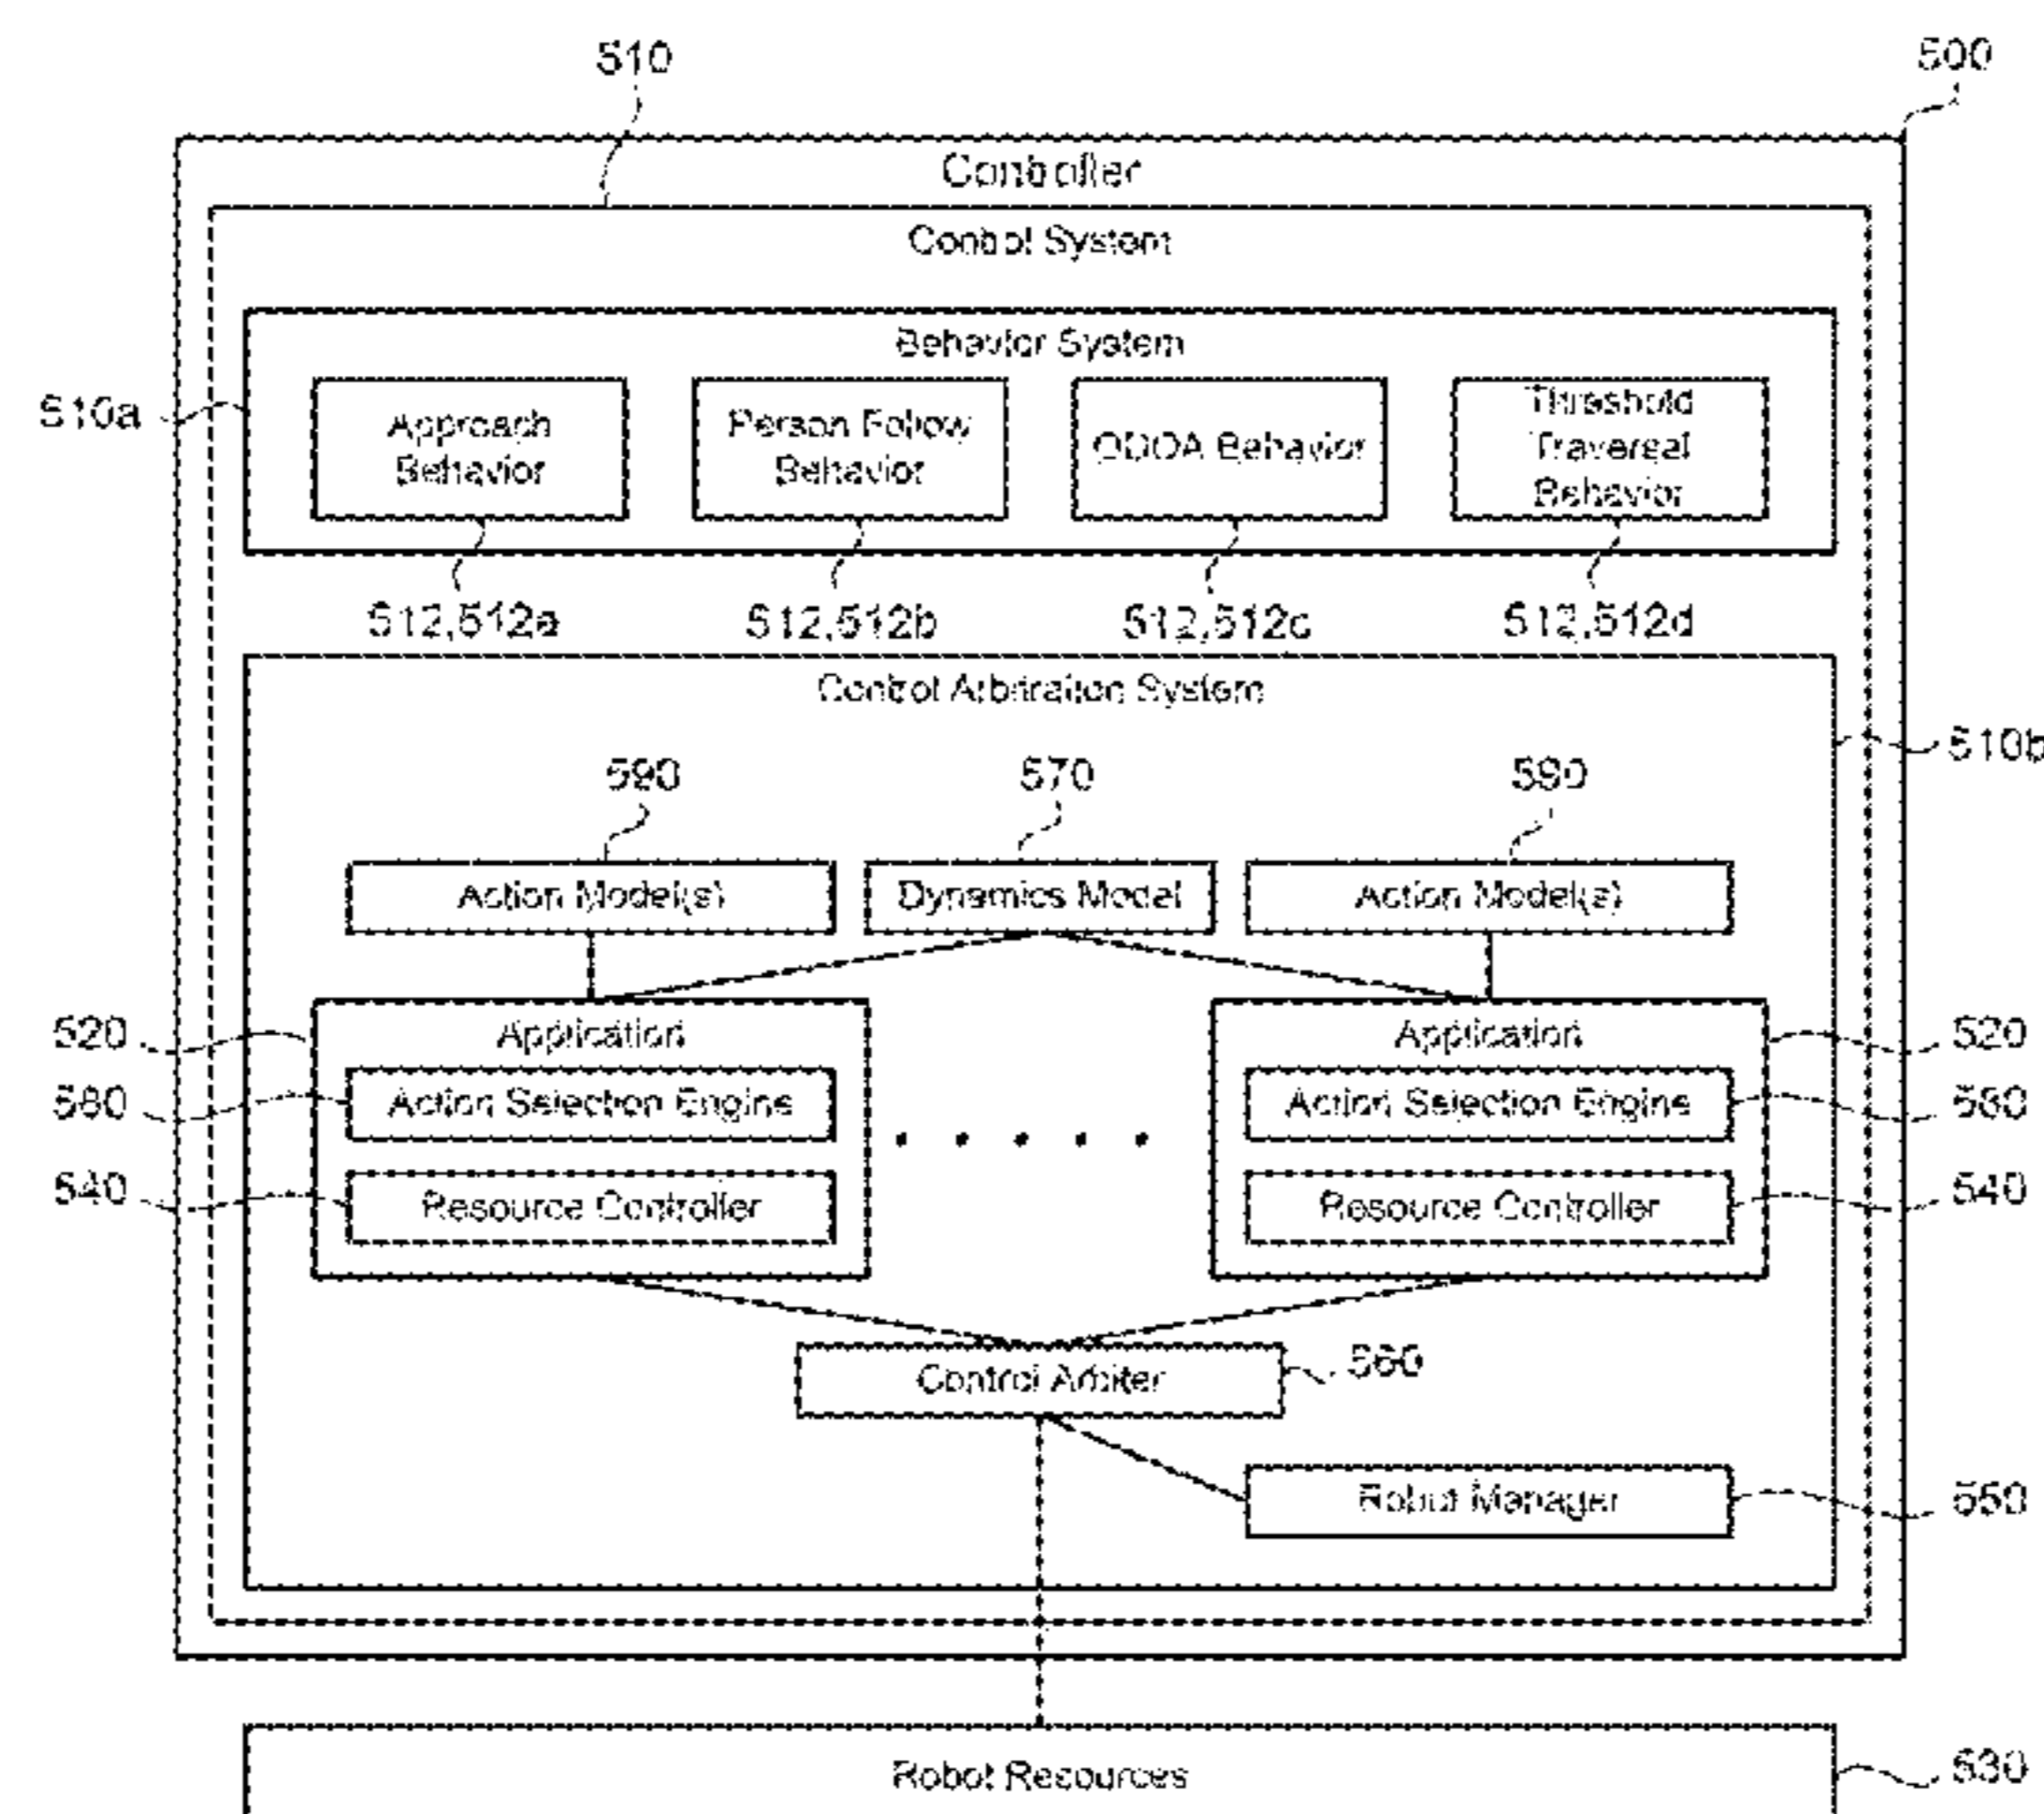 510
500
Controller
Control System
Behavior System
510a
Approach
Behavior
Person Follow
Behavior
ODOA Behavior
Threshold
Traversal
Behavior
512,512a
512,512b
512,512c
512,512d
Control Arbitration System
510b
590
570
590
Action Model(s)
Dynamics Model
Action Model(s)
520
Application
Application
520
580
Action Selection Engine
Action Selection Engine
580
540
Resource Controller
Resource Controller
540
Control Arbiter
560
Robot Manager
550
Robot Resources
530